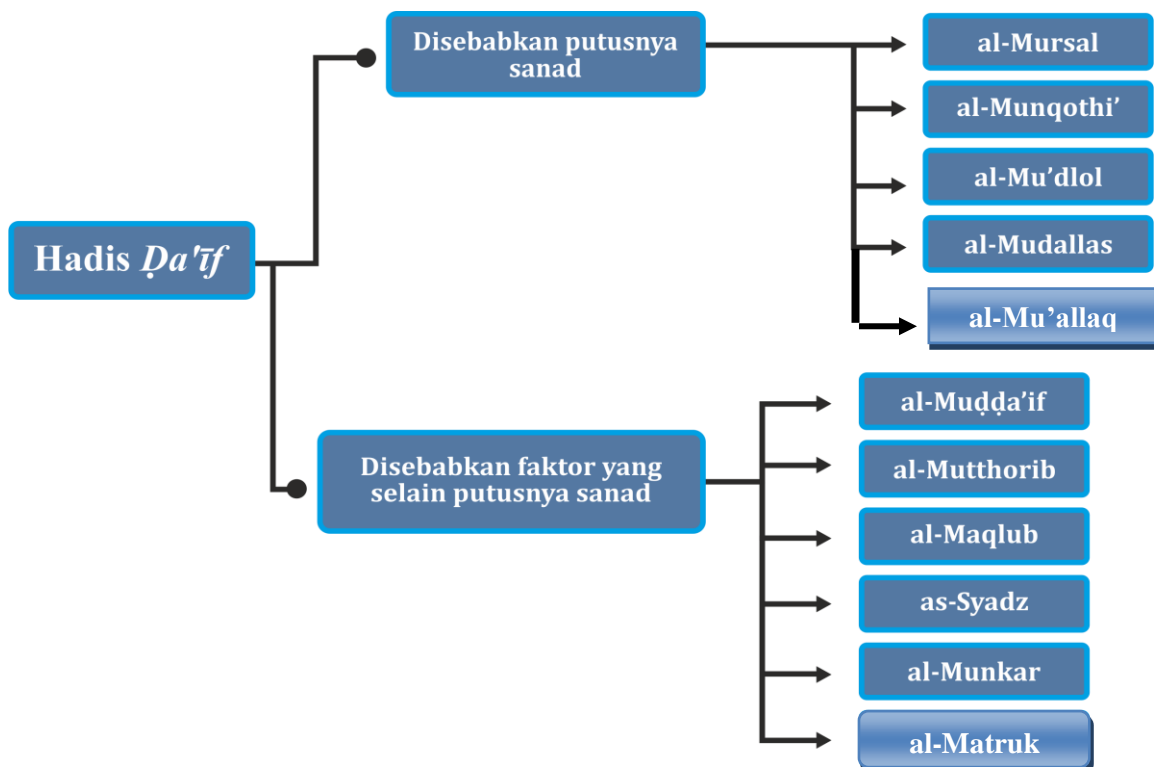 Hadis Ḍa'īf
Disebabkan putusnya
sanad
al-Mursal
al-Munqothi’
al-Mu’dlol
al-Mudallas
al-Mu’allaq
Disebabkan faktor yang
selain putusnya sanad
al-Muḍḍa’if
al-Mutthorib
al-Maqlub
as-Syadz
al-Munkar
al-Matruk